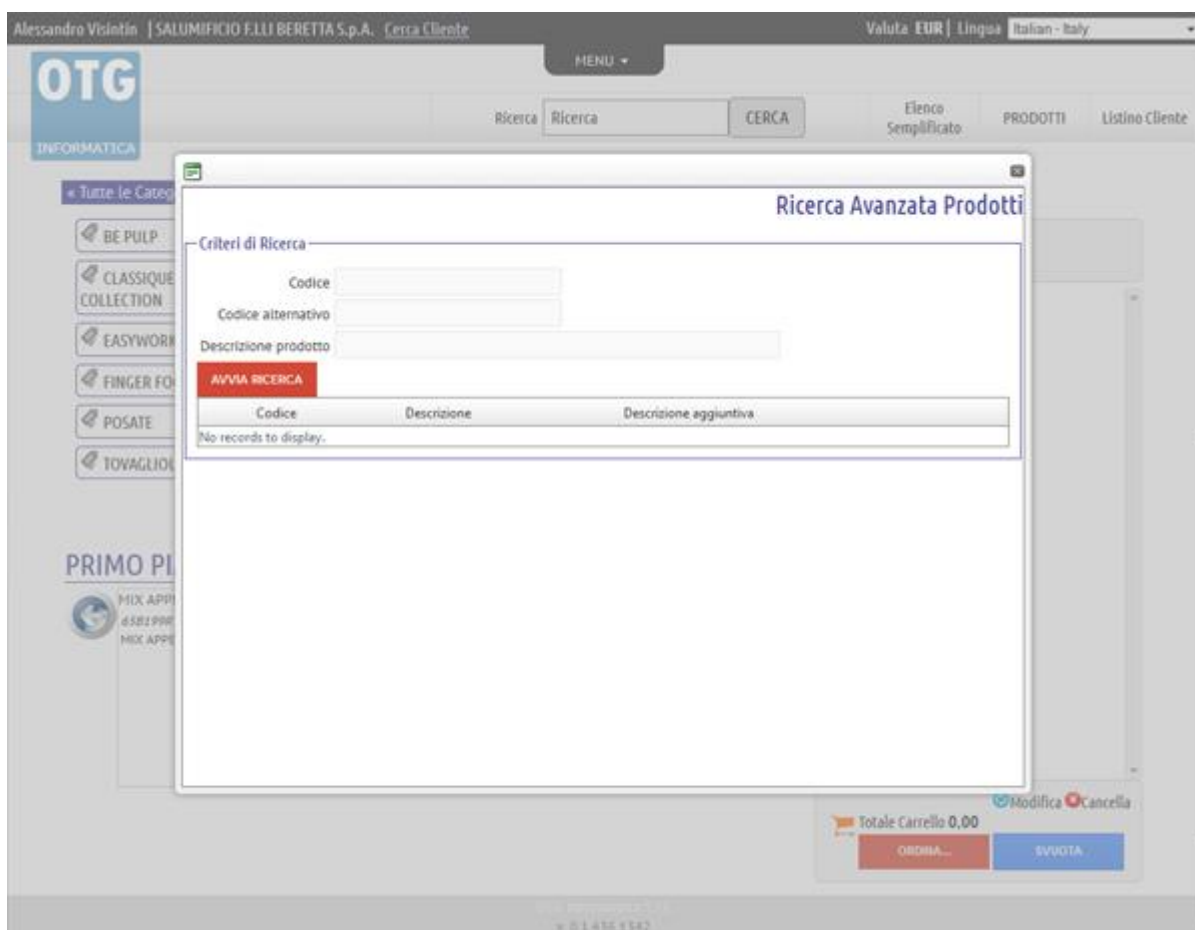 Alessandro Visintin | SALUMIFICIO F.LLI BERETTA S.p.A. Cerca Cliente
Valuta EUR | Lingua Italian - Italy
MENU
OTG
INFORMATICA
Ricerca Ricerca CERCA
Elenco
Semplificato
PRODOTTI
Listino Cliente
« Tutte le Categ
Ricerca Avanzata Prodotti
BE PULP
CLASSIQUE
COLLECTION
EASYWORK
FINGER FO
POSATE
TOVAGLIOL
Criteri di Ricerca
Codice
Codice alternativo
Descrizione prodotto
AVVIA RICERCA
Codice Descrizione Descrizione aggiuntiva
No records to display.
PRIMO PI
MIX APP
MIX APPE
Modifica Cancella
Totale Carrello 0,00
ORDINA...
SVUOTA